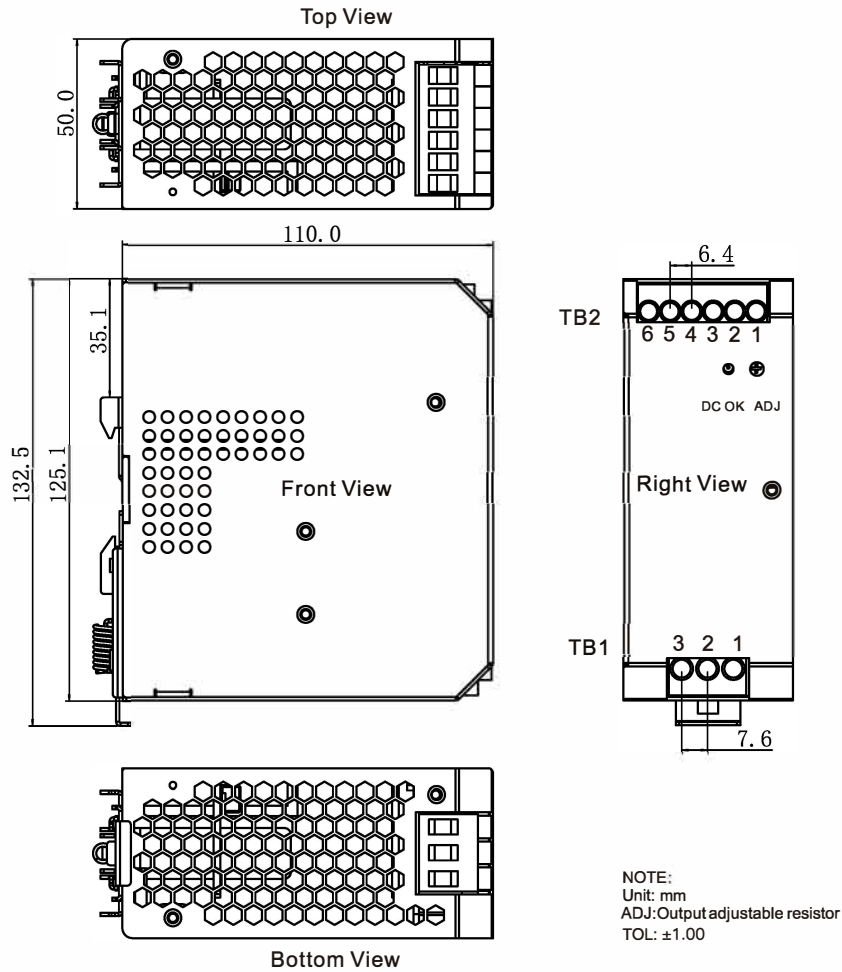 Top View
50.0
110.0
6.4
35.1
TB2
6 5 4 3 2 1
DC OK ADJ
132.5
125.1
Front View
Right View
TB1
3 2 1
7.6
NOTE:
Unit: mm
ADJ:Output adjustable resistor
TOL: ±1.00
Bottom View